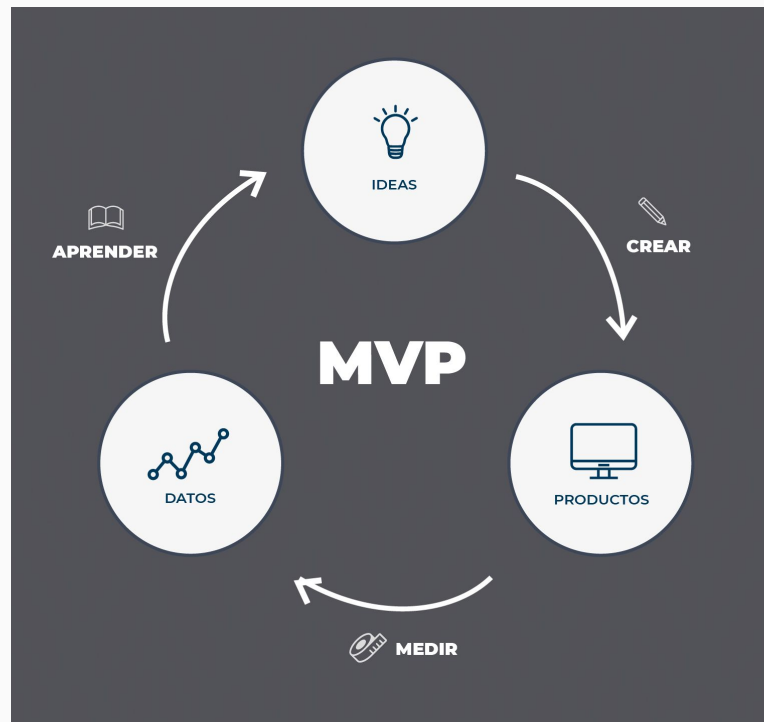 IDEAS
CREAR
APRENDER
MVP
DATOS
PRODUCTOS
MEDIR